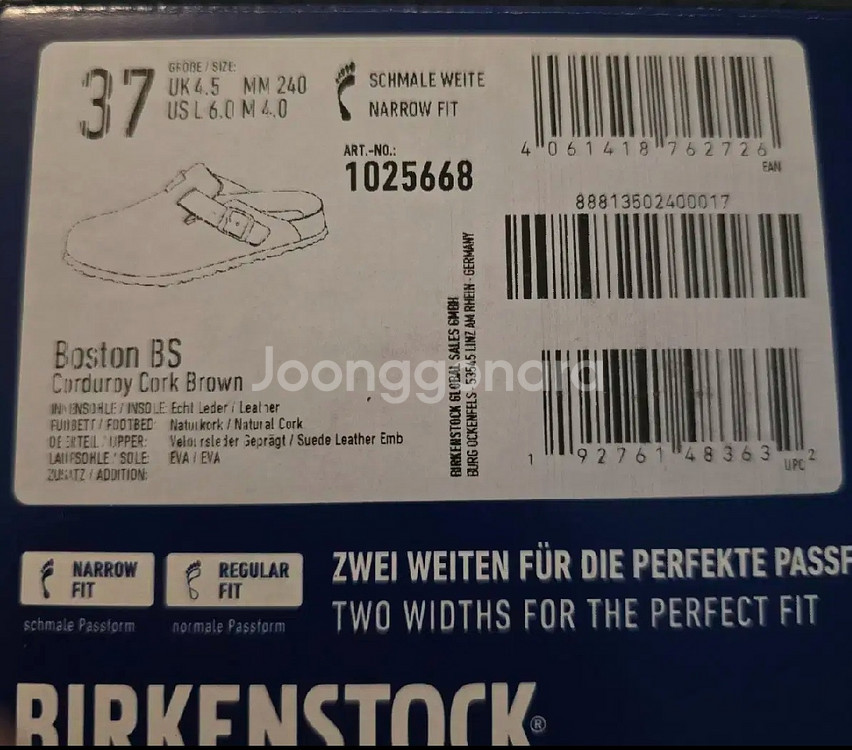 37
GRÖßE / SIZE:
UK 4.5 MM 240
US L 6.0 M 4.0
SCHMALE WEITE
NARROW FIT
ART.-NO.:
1025668
4 061418 762726
EAN
88813502400017
Boston BS
Corduroy Cork Brown
INNENSOHLE / INSOLE: Echt Leder / Leather
FUßBETT / FOOTBED: Naturkork / Natural Cork
OBERTEIL / UPPER: Veloursleder Geprägt / Suede Leather Emb
LAUFSOHLE / SOLE: EVA / EVA
ZUSATZ / ADDITION:
BIRKENSTOCK GLOBAL SALES GMBH
BURG OCKENFELS · 53545 LINZ AM RHEIN · GERMANY
1 92761 48363 2
UPC
Joonggonara
NARROW FIT
schmale Passform
REGULAR FIT
normale Passform
ZWEI WEITEN FÜR DIE PERFEKTE PASSF
TWO WIDTHS FOR THE PERFECT FIT
BIRKENSTOCK®